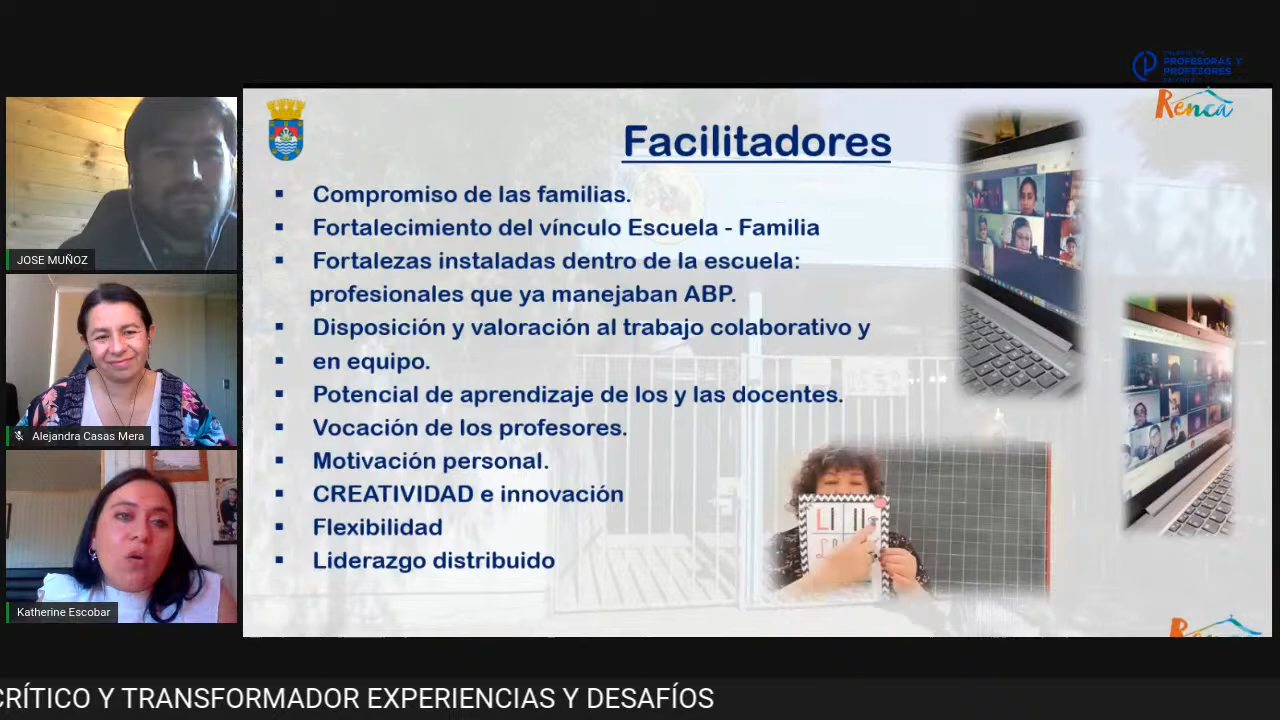 COLEGIO DE
PROFESORAS Y
PROFESORES
Renca
Facilitadores
▪ Compromiso de las familias.
▪ Fortalecimiento del vínculo Escuela - Familia
▪ Fortalezas instaladas dentro de la escuela:
profesionales que ya manejaban ABP.
▪ Disposición y valoración al trabajo colaborativo y
▪ en equipo.
▪ Potencial de aprendizaje de los y las docentes.
▪ Vocación de los profesores.
▪ Motivación personal.
▪ CREATIVIDAD e innovación
▪ Flexibilidad
▪ Liderazgo distribuido
JOSE MUÑOZ
Alejandra Casas Mera
Katherine Escobar
Renca
CRÍTICO Y TRANSFORMADOR EXPERIENCIAS Y DESAFÍOS